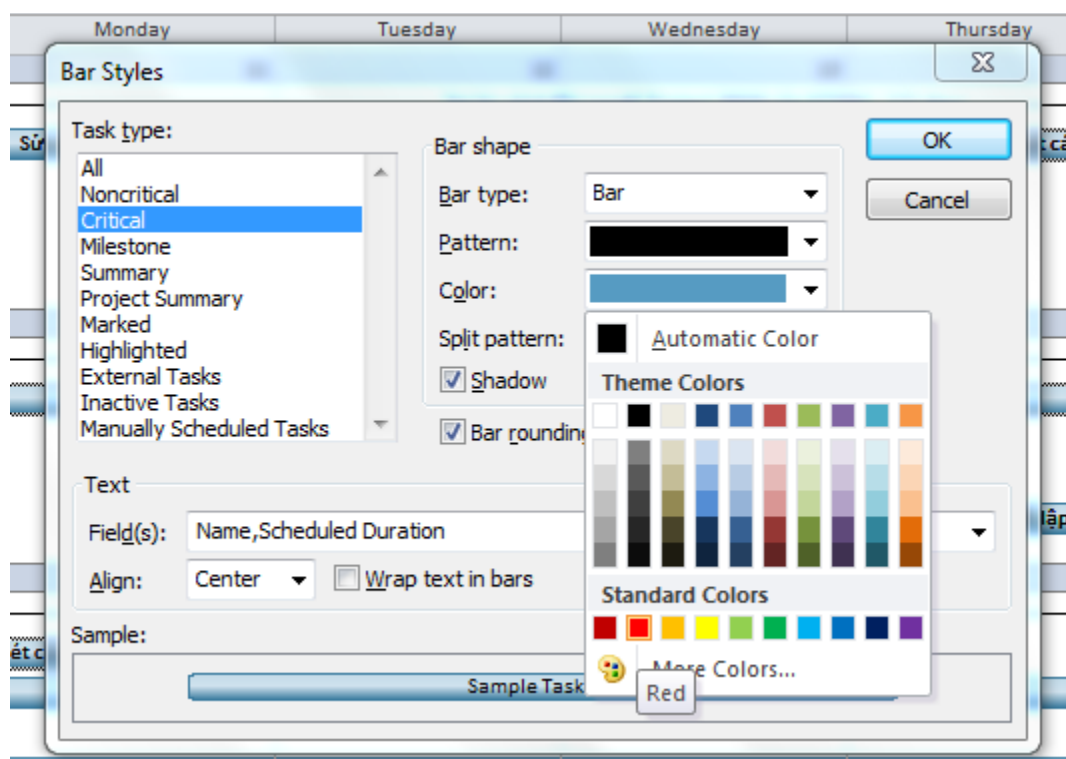 Monday Tuesday Wednesday Thursday
Bar Styles
Task type:
All
Noncritical
Critical
Milestone
Summary
Project Summary
Marked
Highlighted
External Tasks
Inactive Tasks
Manually Scheduled Tasks
Bar shape
Bar type: Bar
Pattern:
Color:
Split pattern:
Shadow
Bar rounding
OK
Cancel
Automatic Color
Theme Colors
Standard Colors
More Colors...
Red
Text
Field(s): Name,Scheduled Duration
Align: Center Wrap text in bars
Sample:
Sample Task